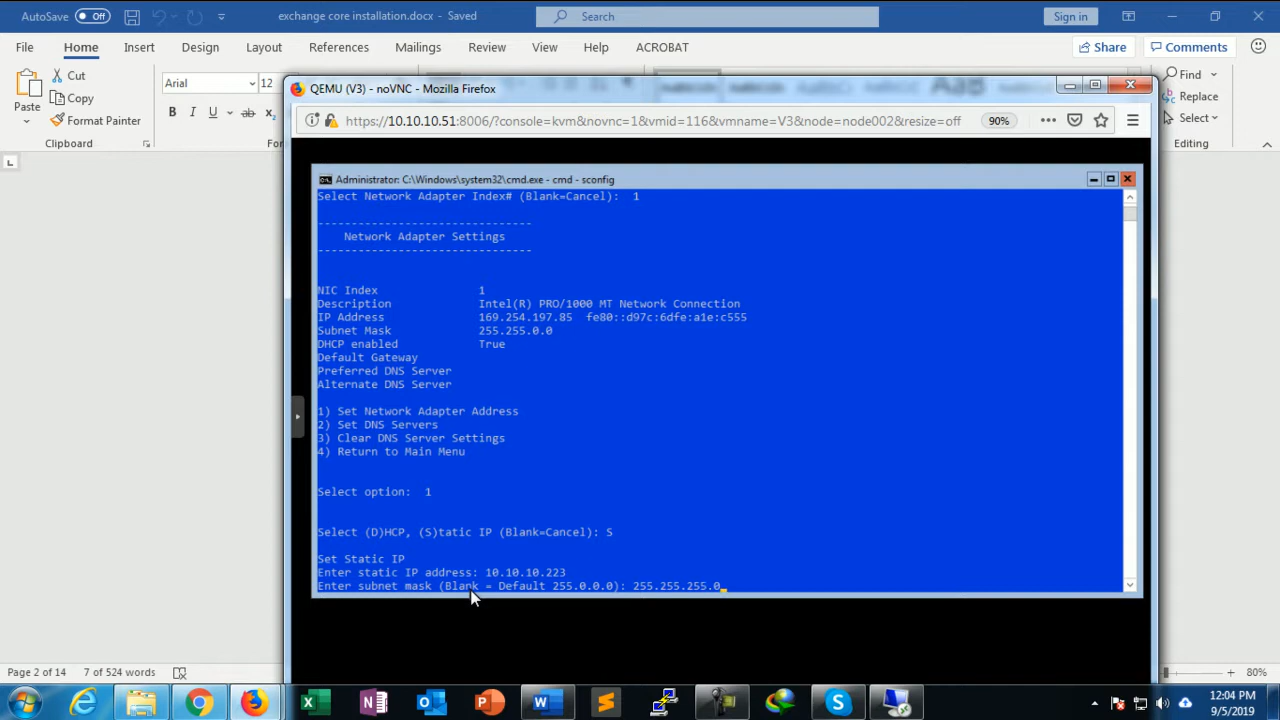 AutoSave Off exchange core installation.docx - Saved Search Sign in
File Home Insert Design Layout References Mailings Review View Help ACROBAT Share Comments
Paste
Cut
Copy
Format Painter
Clipboard
Arial 12
B I U ab
Find
Replace
Select
Editing
QEMU (V3) - noVNC - Mozilla Firefox
https://10.10.10.51:8006/?console=kvm&novnc=1&vmid=116&vmname=V3&node=node002&resize=off 90%
Administrator: C:\Windows\system32\cmd.exe - cmd - sconfig
Select Network Adapter Index# (Blank=Cancel): 1
--------------------------------
Network Adapter Settings
--------------------------------
NIC Index 1
Description Intel(R) PRO/1000 MT Network Connection
IP Address 169.254.197.85 fe80::d97c:6dfe:a1e:c555
Subnet Mask 255.255.0.0
DHCP enabled True
Default Gateway
Preferred DNS Server
Alternate DNS Server
1) Set Network Adapter Address
2) Set DNS Servers
3) Clear DNS Server Settings
4) Return to Main Menu
Select option: 1
Select (D)HCP, (S)tatic IP (Blank=Cancel): S
Set Static IP
Enter static IP address: 10.10.10.223
Enter subnet mask (Blank = Default 255.0.0.0): 255.255.255.0_
Page 2 of 14 7 of 524 words 80%
12:04 PM
9/5/2019